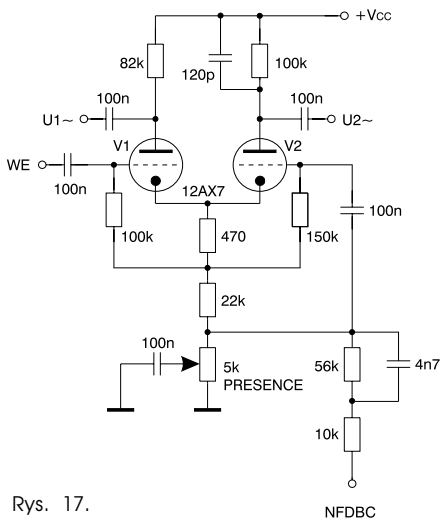 +Vcc
82k
120p
100k
100n
100n
U1~
U2~
V1
V2
WE
100n
12AX7
100k
470
150k
100n
22k
100n
5k
PRESENCE
56k
4n7
10k
Rys. 17.
NFDBC